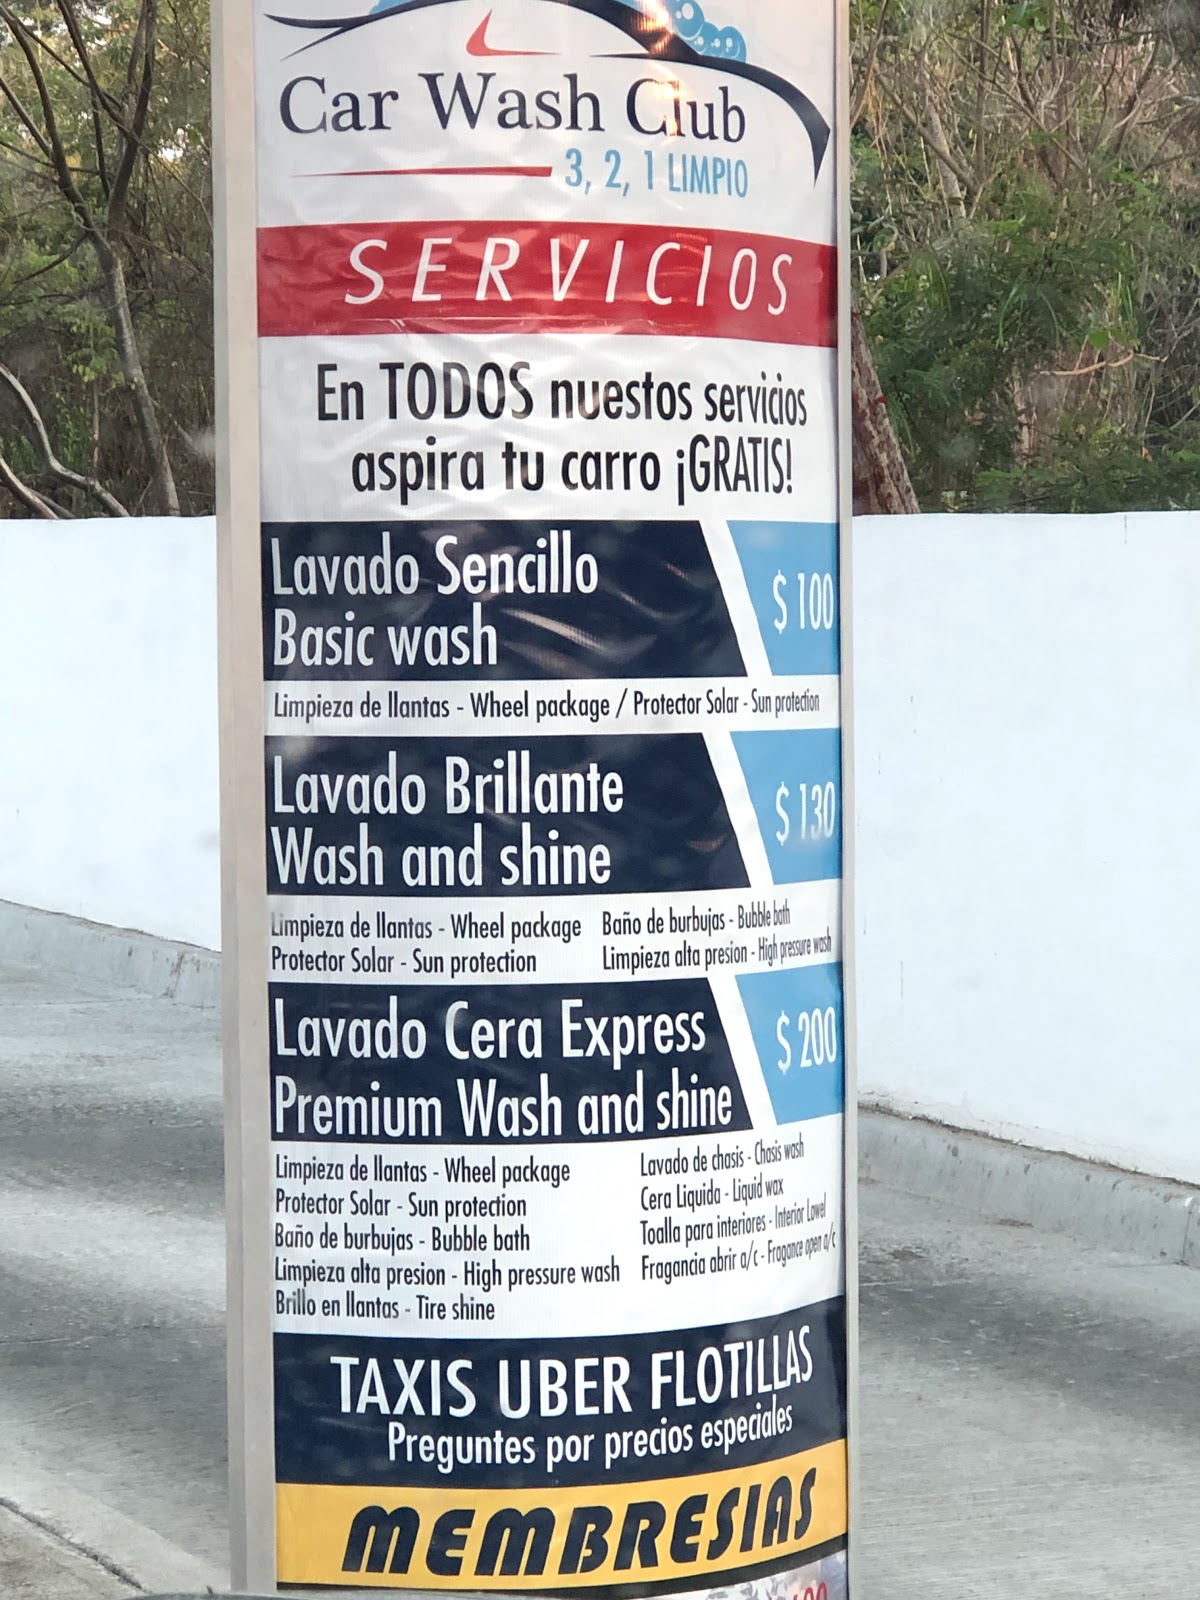 Car Wash Club
3, 2, 1 LIMPIO
SERVICIOS
En TODOS nuestos servicios
aspira tu carro ¡GRATIS!
Lavado Sencillo
Basic wash
$ 100
Limpieza de llantas - Wheel package / Protector Solar - Sun protection
Lavado Brillante
Wash and shine
$ 130
Limpieza de llantas - Wheel package
Protector Solar - Sun protection
Baño de burbujas - Bubble bath
Limpieza alta presion - High pressure wash
Lavado Cera Express
Premium Wash and shine
$ 200
Limpieza de llantas - Wheel package
Protector Solar - Sun protection
Baño de burbujas - Bubble bath
Limpieza alta presion - High pressure wash
Brillo en llantas - Tire shine
Lavado de chasis - Chasis wash
Cera Liquida - Liquid wax
Toalla para interiores - Interior Lowel
Fragancia abrir a/c - Fragance open a/c
TAXIS UBER FLOTILLAS
Preguntes por precios especiales
MEMBRESIAS